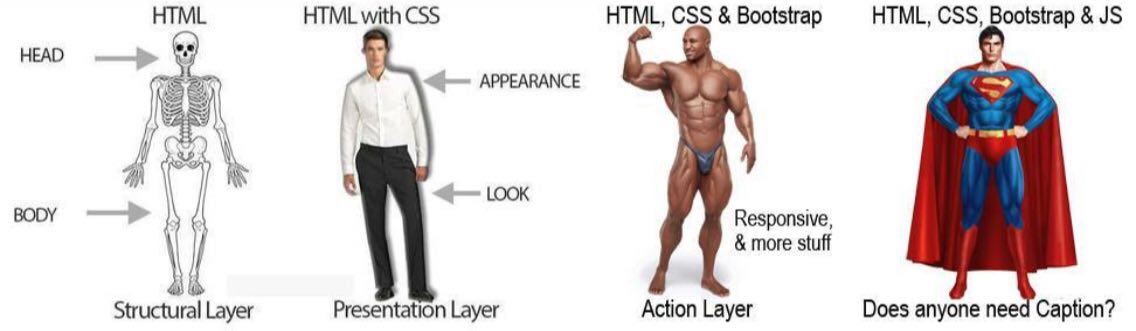 HTML
HTML with CSS
HTML, CSS & Bootstrap
HTML, CSS, Bootstrap & JS
HEAD
APPEARANCE
BODY
LOOK
Responsive,
& more stuff
Structural Layer
Presentation Layer
Action Layer
Does anyone need Caption?